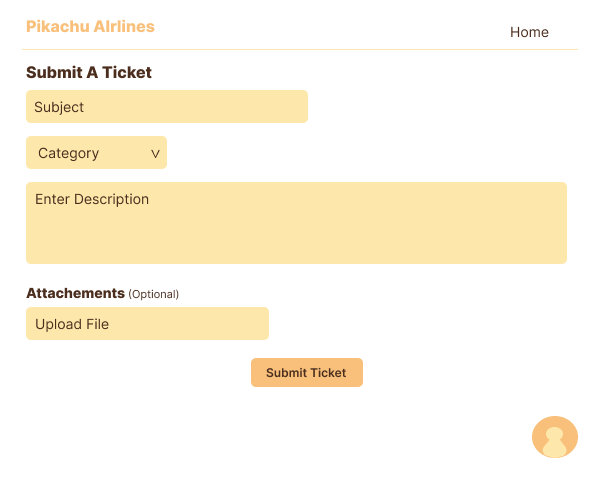 Pikachu AIrlines
Home
Submit A Ticket
Subject
Category V
Enter Description
Attachements (Optional)
Upload File
Submit Ticket